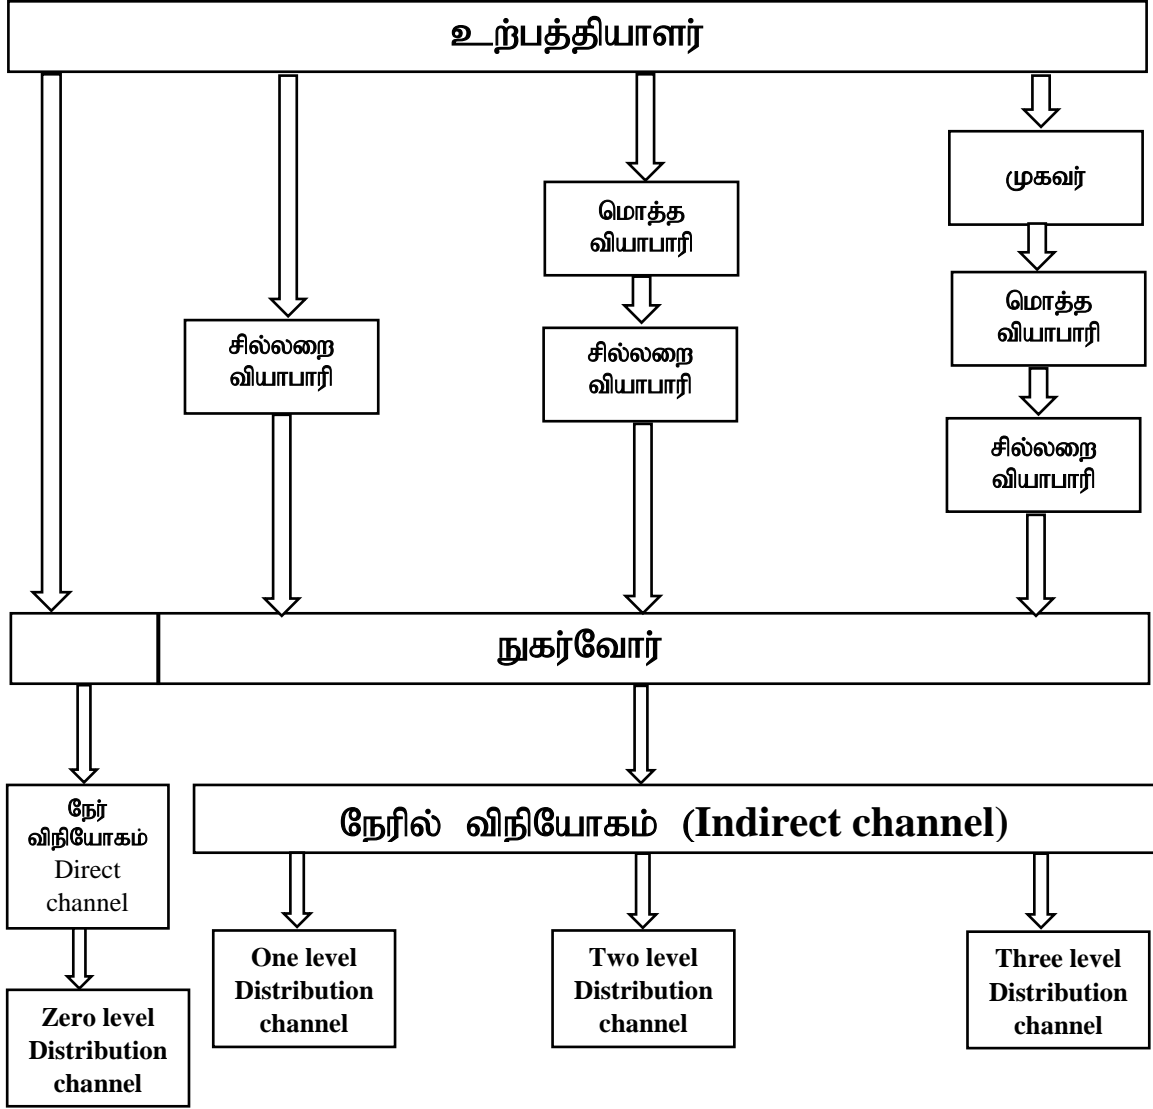 உற்பத்தியாளர்
முகவர்
மொத்த
வியாபாரி
மொத்த
வியாபாரி
சில்லறை
வியாபாரி
சில்லறை
வியாபாரி
சில்லறை
வியாபாரி
நுகர்வோர்
நேர்
விநியோகம்
Direct
channel
நேரில் விநியோகம் (Indirect channel)
One level
Distribution
channel
Two level
Distribution
channel
Three level
Distribution
channel
Zero level
Distribution
channel